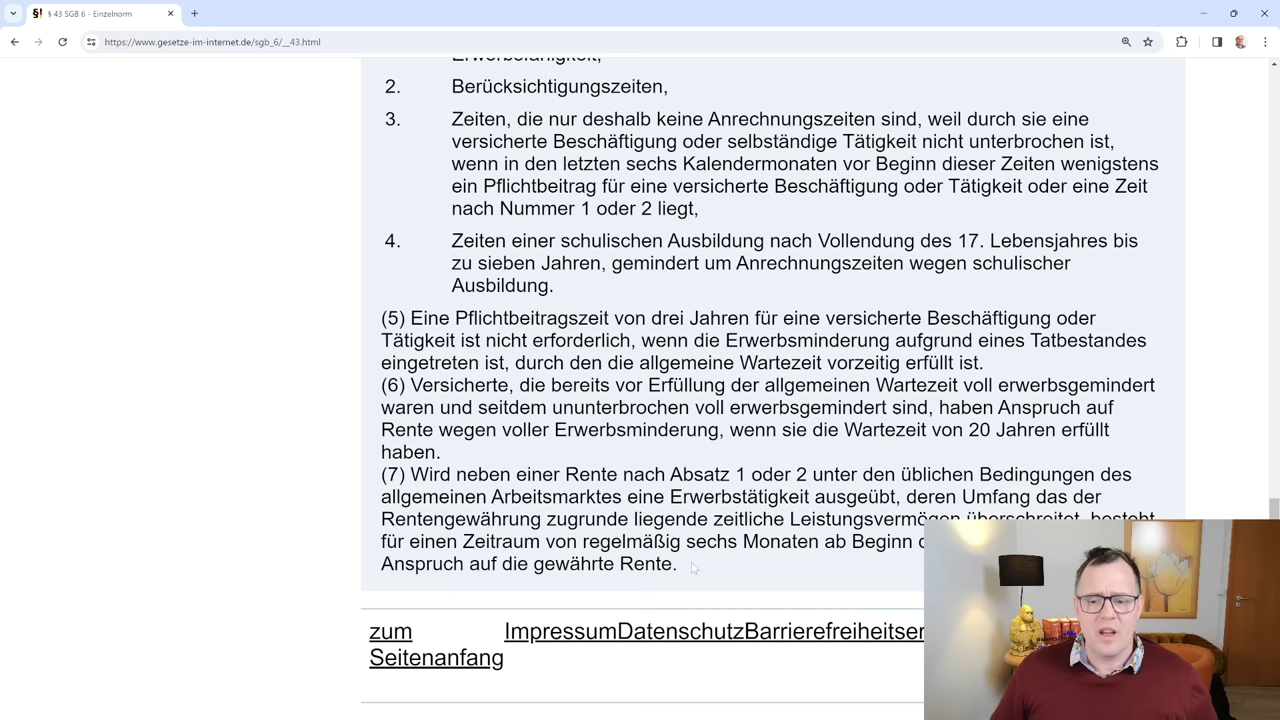 § 43 SGB 6 - Einzelnorm
https://www.gesetze-im-internet.de/sgb_6/__43.html
Erwerbsfähigkeit,
2. Berücksichtigungszeiten,
3. Zeiten, die nur deshalb keine Anrechnungszeiten sind, weil durch sie eine
versicherte Beschäftigung oder selbständige Tätigkeit nicht unterbrochen ist,
wenn in den letzten sechs Kalendermonaten vor Beginn dieser Zeiten wenigstens
ein Pflichtbeitrag für eine versicherte Beschäftigung oder Tätigkeit oder eine Zeit
nach Nummer 1 oder 2 liegt,
4. Zeiten einer schulischen Ausbildung nach Vollendung des 17. Lebensjahres bis
zu sieben Jahren, gemindert um Anrechnungszeiten wegen schulischer
Ausbildung.
(5) Eine Pflichtbeitragszeit von drei Jahren für eine versicherte Beschäftigung oder
Tätigkeit ist nicht erforderlich, wenn die Erwerbsminderung aufgrund eines Tatbestandes
eingetreten ist, durch den die allgemeine Wartezeit vorzeitig erfüllt ist.
(6) Versicherte, die bereits vor Erfüllung der allgemeinen Wartezeit voll erwerbsgemindert
waren und seitdem ununterbrochen voll erwerbsgemindert sind, haben Anspruch auf
Rente wegen voller Erwerbsminderung, wenn sie die Wartezeit von 20 Jahren erfüllt
haben.
(7) Wird neben einer Rente nach Absatz 1 oder 2 unter den üblichen Bedingungen des
allgemeinen Arbeitsmarktes eine Erwerbstätigkeit ausgeübt, deren Umfang das der
Rentengewährung zugrunde liegende zeitliche Leistungsvermögen überschreitet, besteht
für einen Zeitraum von regelmäßig sechs Monaten ab Beginn
Anspruch auf die gewährte Rente.
zum ImpressumDatenschutzBarrierefreiheitser
Seitenanfang